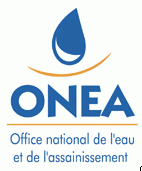 ONEA
Office national de l'eau
et de l'assainissement